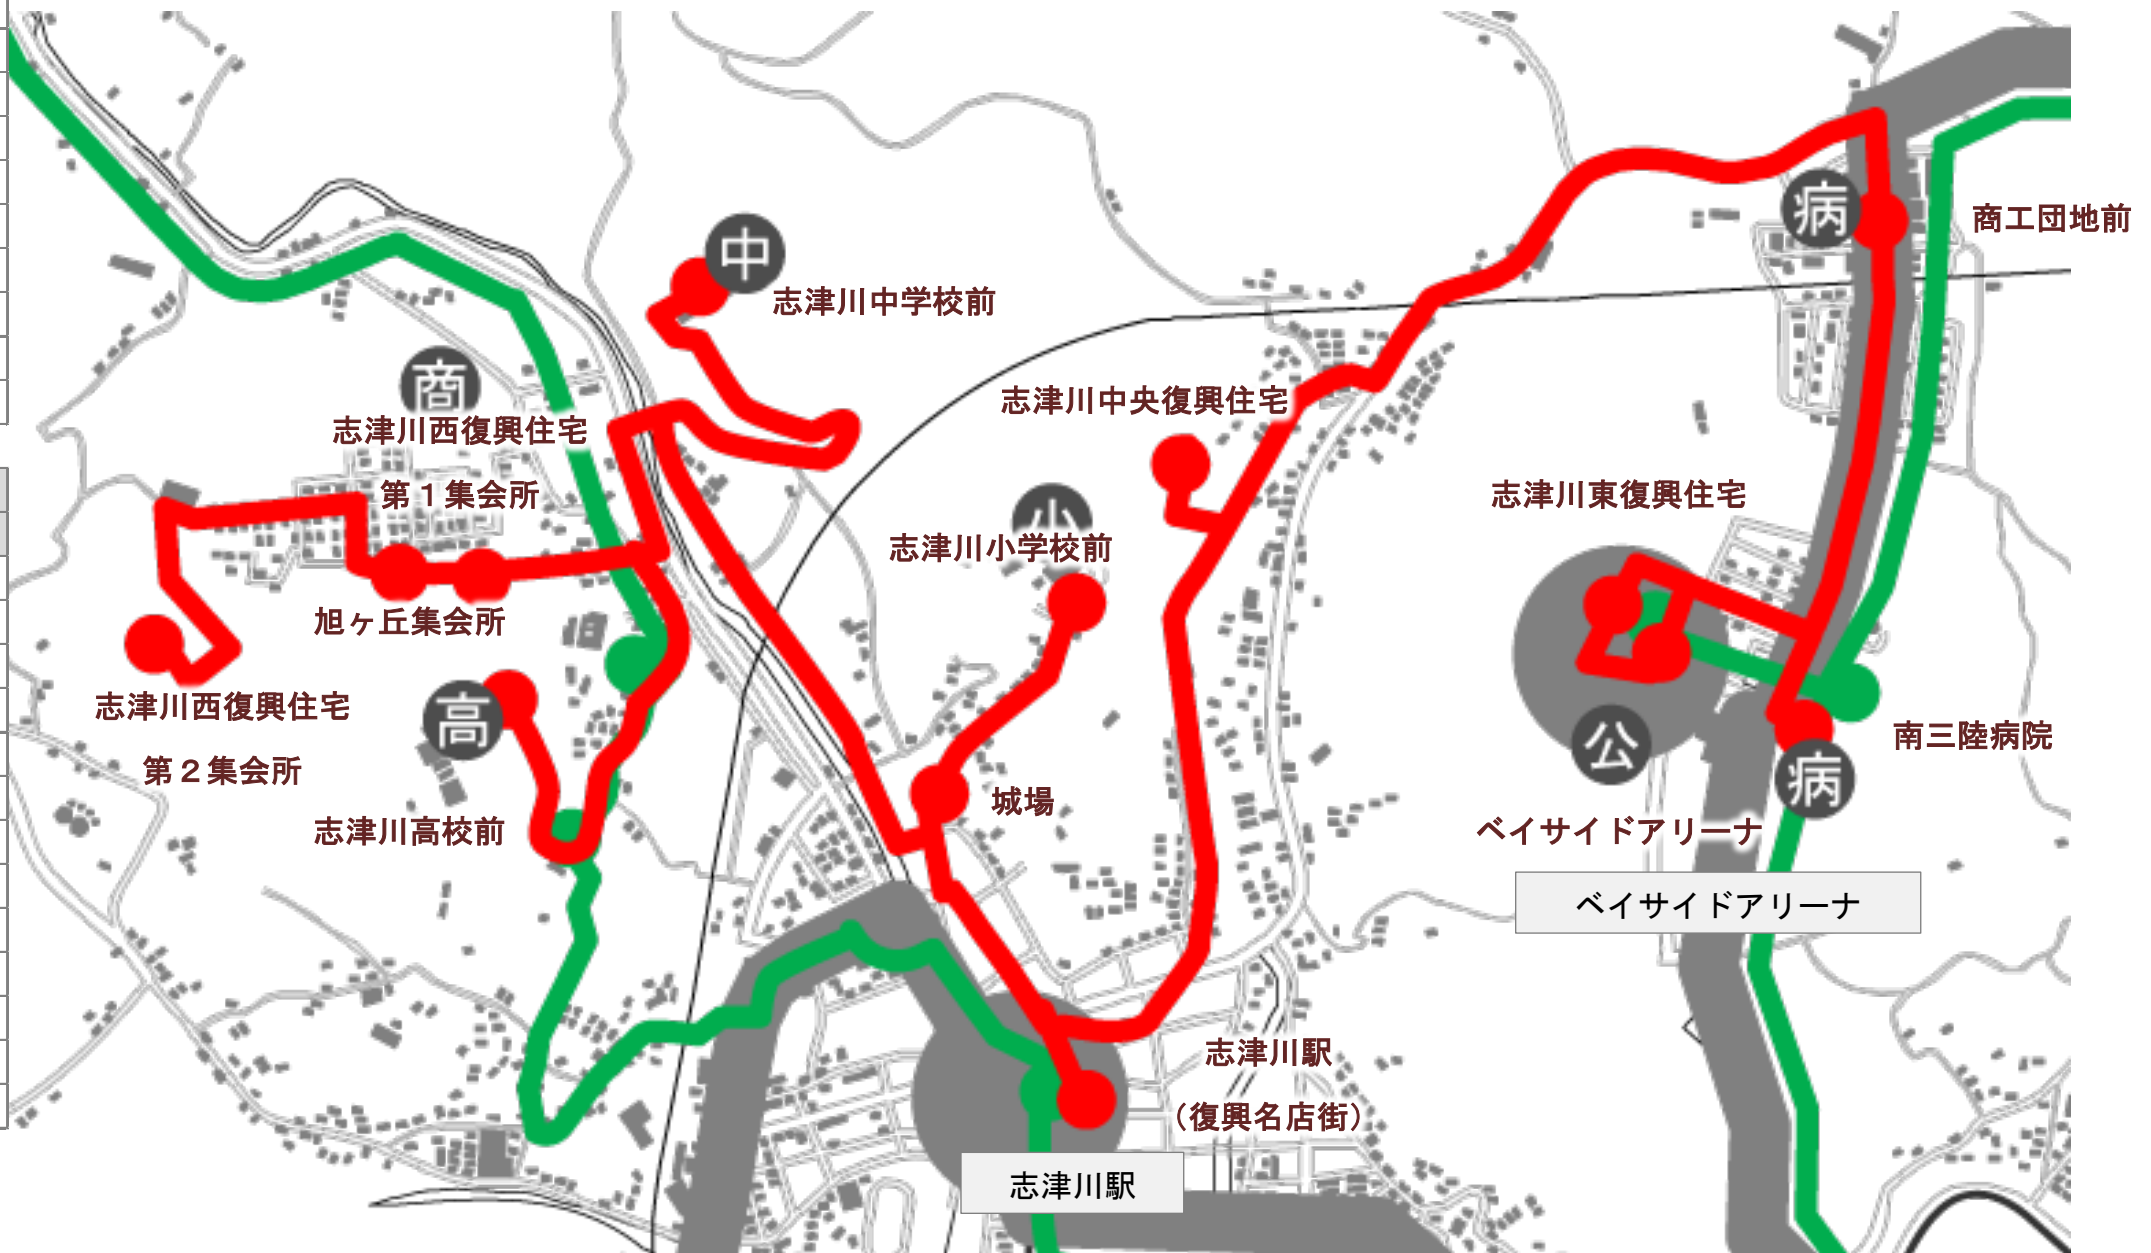 病
商工団地前
中
志津川中学校前
商
志津川中央復興住宅
志津川西復興住宅
第１集会所
小
志津川小学校前
志津川東復興住宅
旭ヶ丘集会所
志津川西復興住宅
第２集会所
高
志津川高校前
城場
公
病
南三陸病院
ベイサイドアリーナ
ベイサイドアリーナ
志津川駅
（復興名店街）
志津川駅